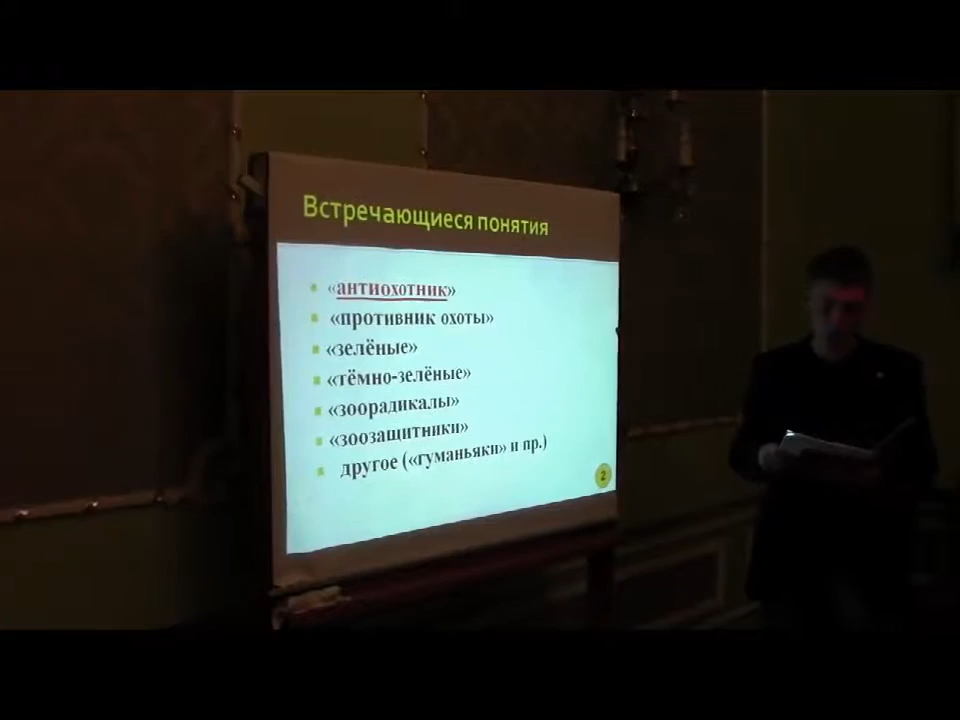 Встречающиеся понятия
«антиохотник»
«противник охоты»
«зелёные»
«тёмно-зелёные»
«зоорадикалы»
«зоозащитники»
другое («гуманьяки» и пр.)
2